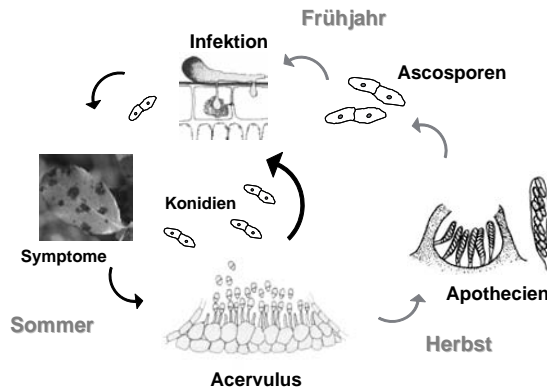 Frühjahr
Infektion
Ascosporen
Konidien
Symptome
Apothecien
Sommer
Herbst
Acervulus